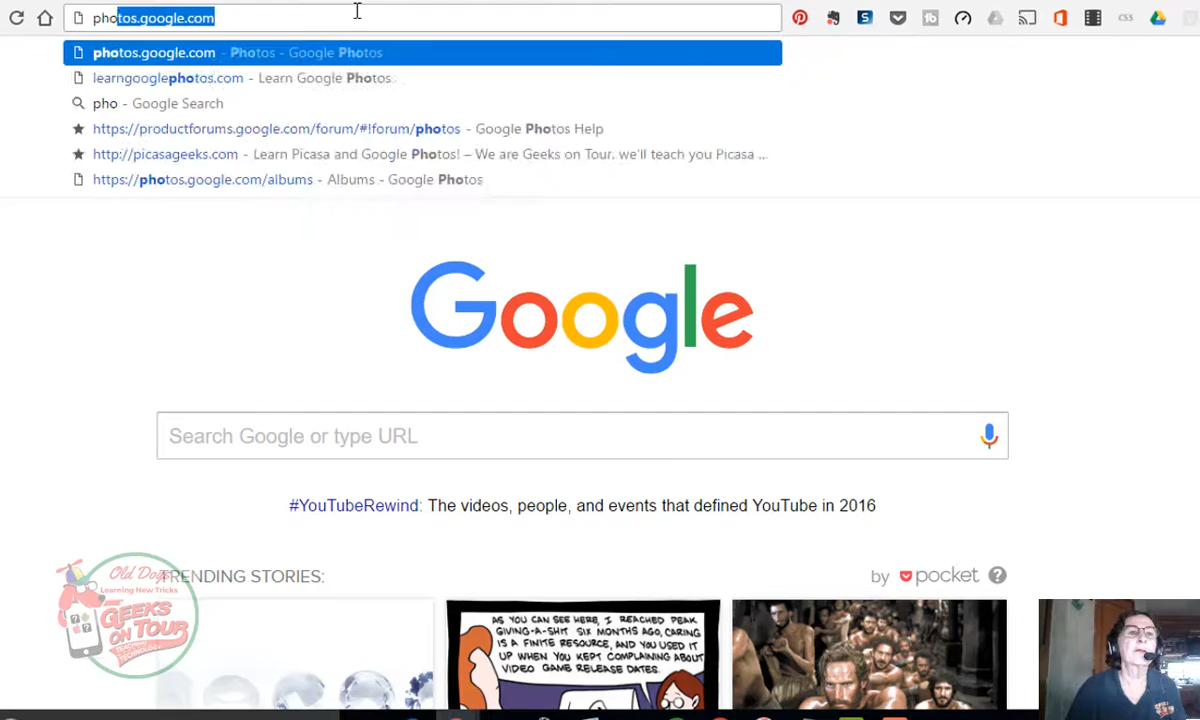 photos.google.com
photos.google.com - Photos - Google Photos
learngooglephotos.com - Learn Google Photos
pho - Google Search
https://productforums.google.com/forum/#!forum/photos - Google Photos Help
http://picasageeks.com - Learn Picasa and Google Photos! – We are Geeks on Tour. we'll teach you Picasa ...
https://photos.google.com/albums - Albums - Google Photos
S
CSS
Google
Search Google or type URL
#YouTubeRewind: The videos, people, and events that defined YouTube in 2016
TRENDING STORIES:
by pocket ?
Old Dogs
Learning New Tricks
GEEKS
ON TOUR
AS YOU CAN SEE HERE, I REACHED PEAK
GIVING-A-SHIT SIX MONTHS AGO, CARING
IS A FINITE RESOURCE, AND YOU USED IT
UP WHEN YOU KEPT COMPLAINING ABOUT
VIDEO GAME RELEASE DATES.